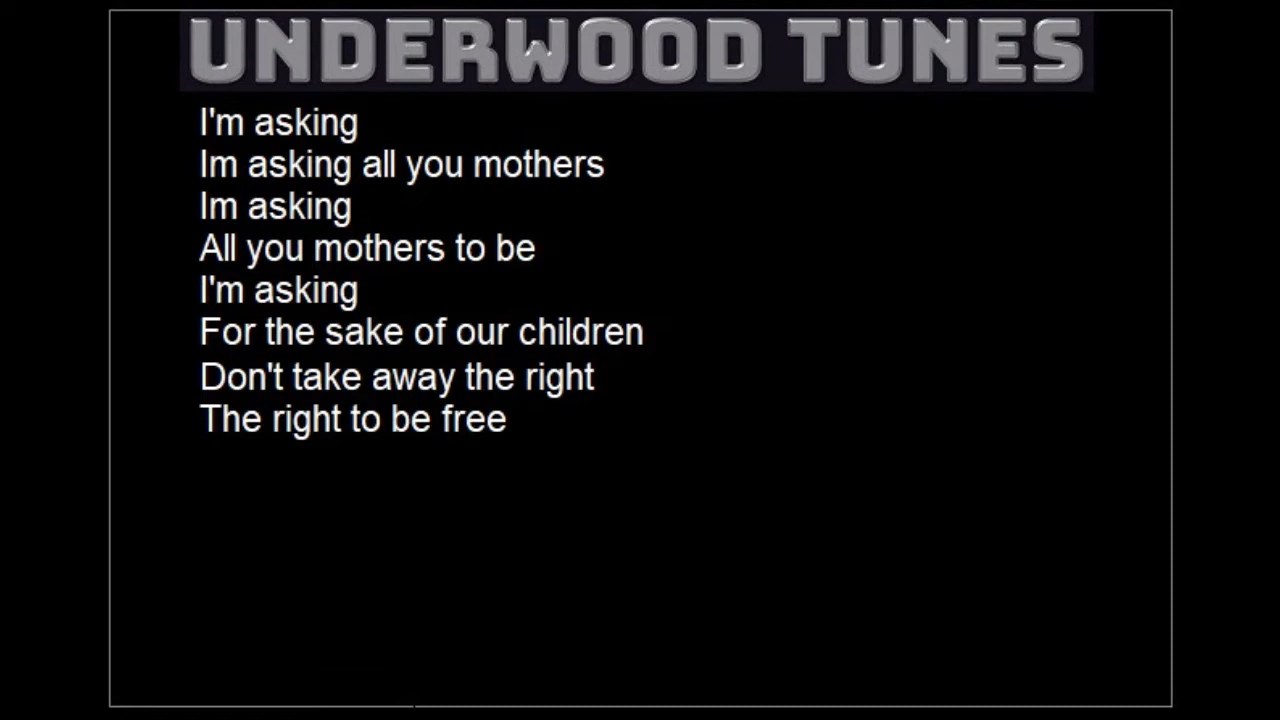 UNDERWOOD TUNES
I'm asking
Im asking all you mothers
Im asking
All you mothers to be
I'm asking
For the sake of our children
Don't take away the right
The right to be free